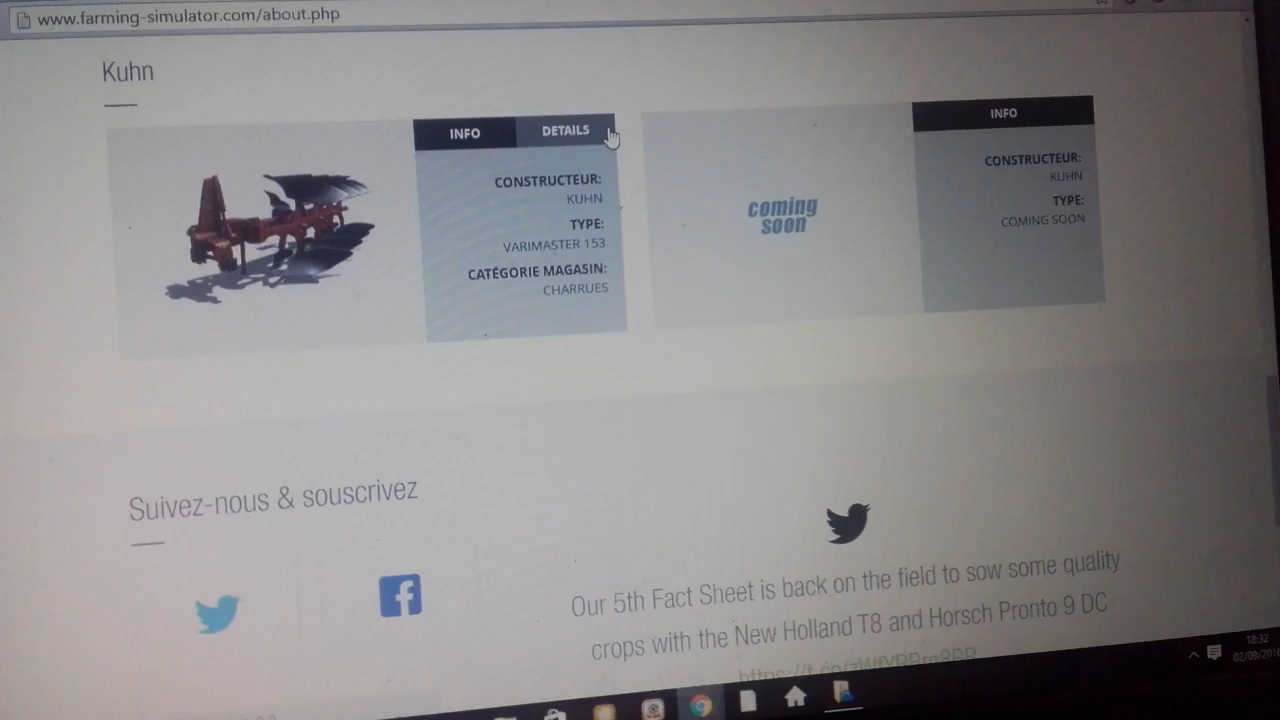 www.farming-simulator.com/about.php
Kuhn
INFO
DETAILS
CONSTRUCTEUR:
KUHN
TYPE:
VARIMASTER 153
CATÉGORIE MAGASIN:
CHARRUES
coming
soon
INFO
CONSTRUCTEUR:
KUHN
TYPE:
COMING SOON
Suivez-nous & souscrivez
Our 5th Fact Sheet is back on the field to sow some quality
crops with the New Holland T8 and Horsch Pronto 9 DC
18:32